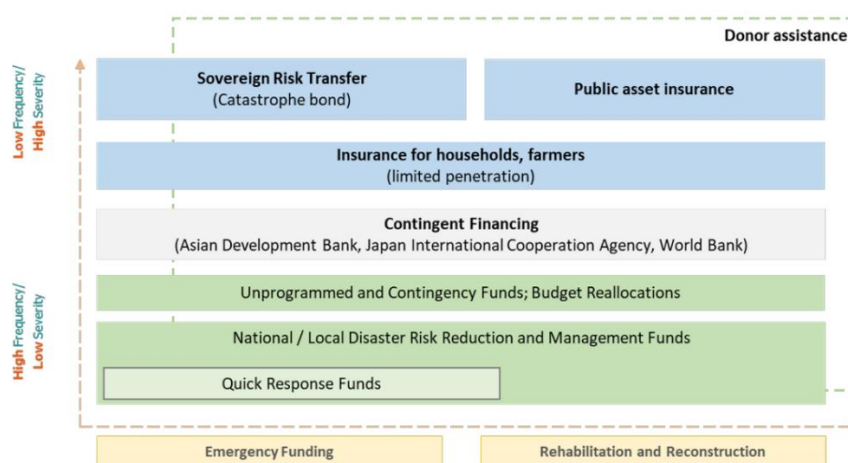 Donor assistance
Low Frequency/
High Severity
Sovereign Risk Transfer
(Catastrophe bond)
Public asset insurance
Insurance for households, farmers
(limited penetration)
Contingent Financing
(Asian Development Bank, Japan International Cooperation Agency, World Bank)
High Frequency/
Low Severity
Unprogrammed and Contingency Funds; Budget Reallocations
National / Local Disaster Risk Reduction and Management Funds
Quick Response Funds
Emergency Funding
Rehabilitation and Reconstruction